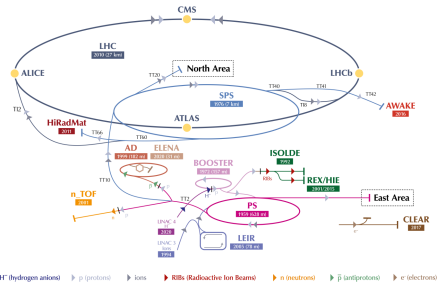 CMS
LHC
2010 (27 km)
TT20
North Area
ALICE
LHCb
SPS
1976 (7 km)
TT40
TT41
TT42
TI8
TI2
AWAKE
2016
HiRadMat
2011
ATLAS
TT66
TT60
AD
1999 (182 m)
ELENA
ISOLDE
1992
BOOSTER
1972 (157 m)
RIBs
REX/HIE
2001/2015
TT10
n_TOF
2001
TT2
East Area
PS
1959 (628 m)
LINAC 4
2020
LINAC 3
Ions
1994
LEIR
2005 (78 m)
CLEAR
2017
H⁻ (hydrogen anions)
p (protons)
ions
RIBs (Radioactive Ion Beams)
n (neutrons)
p̅ (antiprotons)
e⁻ (electrons)